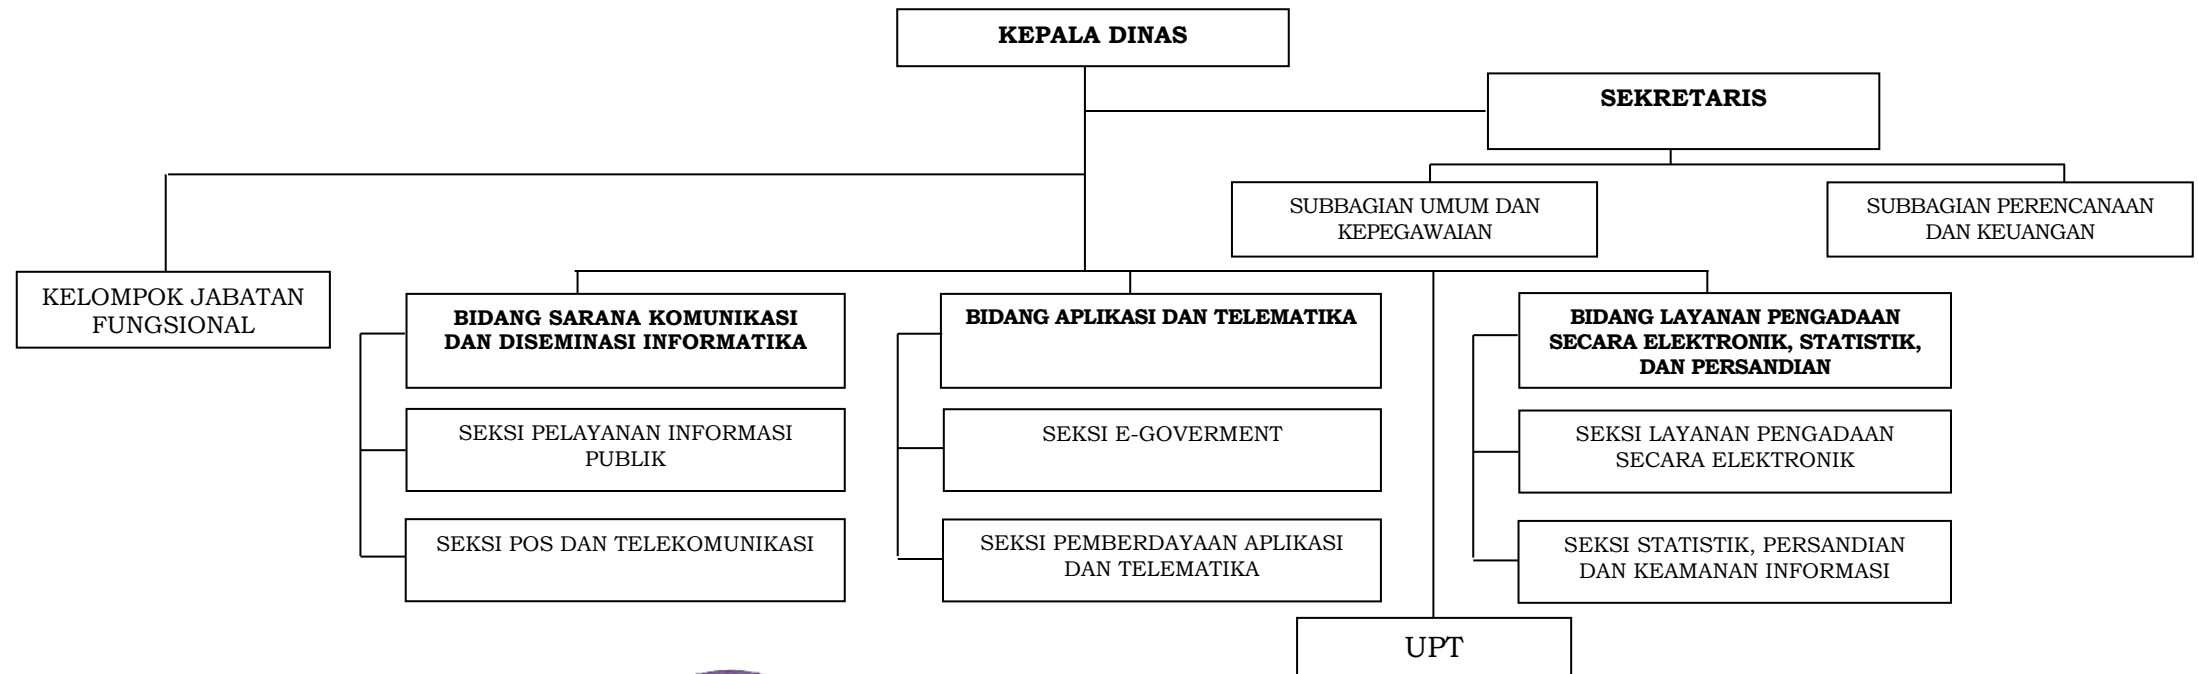 KEPALA DINAS
SEKRETARIS
SUBBAGIAN UMUM DAN
KEPEGAWAIAN
SUBBAGIAN PERENCANAAN
DAN KEUANGAN
KELOMPOK JABATAN
FUNGSIONAL
BIDANG SARANA KOMUNIKASI
DAN DISEMINASI INFORMATIKA
SEKSI PELAYANAN INFORMASI
PUBLIK
SEKSI POS DAN TELEKOMUNIKASI
BIDANG APLIKASI DAN TELEMATIKA
SEKSI E-GOVERMENT
SEKSI PEMBERDAYAAN APLIKASI
DAN TELEMATIKA
BIDANG LAYANAN PENGADAAN
SECARA ELEKTRONIK, STATISTIK,
DAN PERSANDIAN
SEKSI LAYANAN PENGADAAN
SECARA ELEKTRONIK
SEKSI STATISTIK, PERSANDIAN
DAN KEAMANAN INFORMASI
UPT